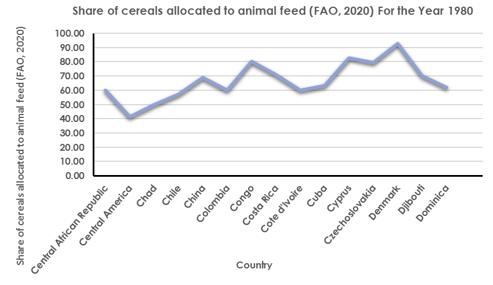 Share of cereals allocated to animal feed (FAO, 2020) For the Year 1980
Share of cereals allocated to animal feed (FAO, 2020)
100.00
90.00
80.00
70.00
60.00
50.00
40.00
30.00
20.00
10.00
0.00
Central African Republic
Central America
Chad
Chile
China
Colombia
Congo
Costa Rica
Cote d'Ivoire
Cuba
Cyprus
Czechoslovakia
Denmark
Djibouti
Dominica
Country